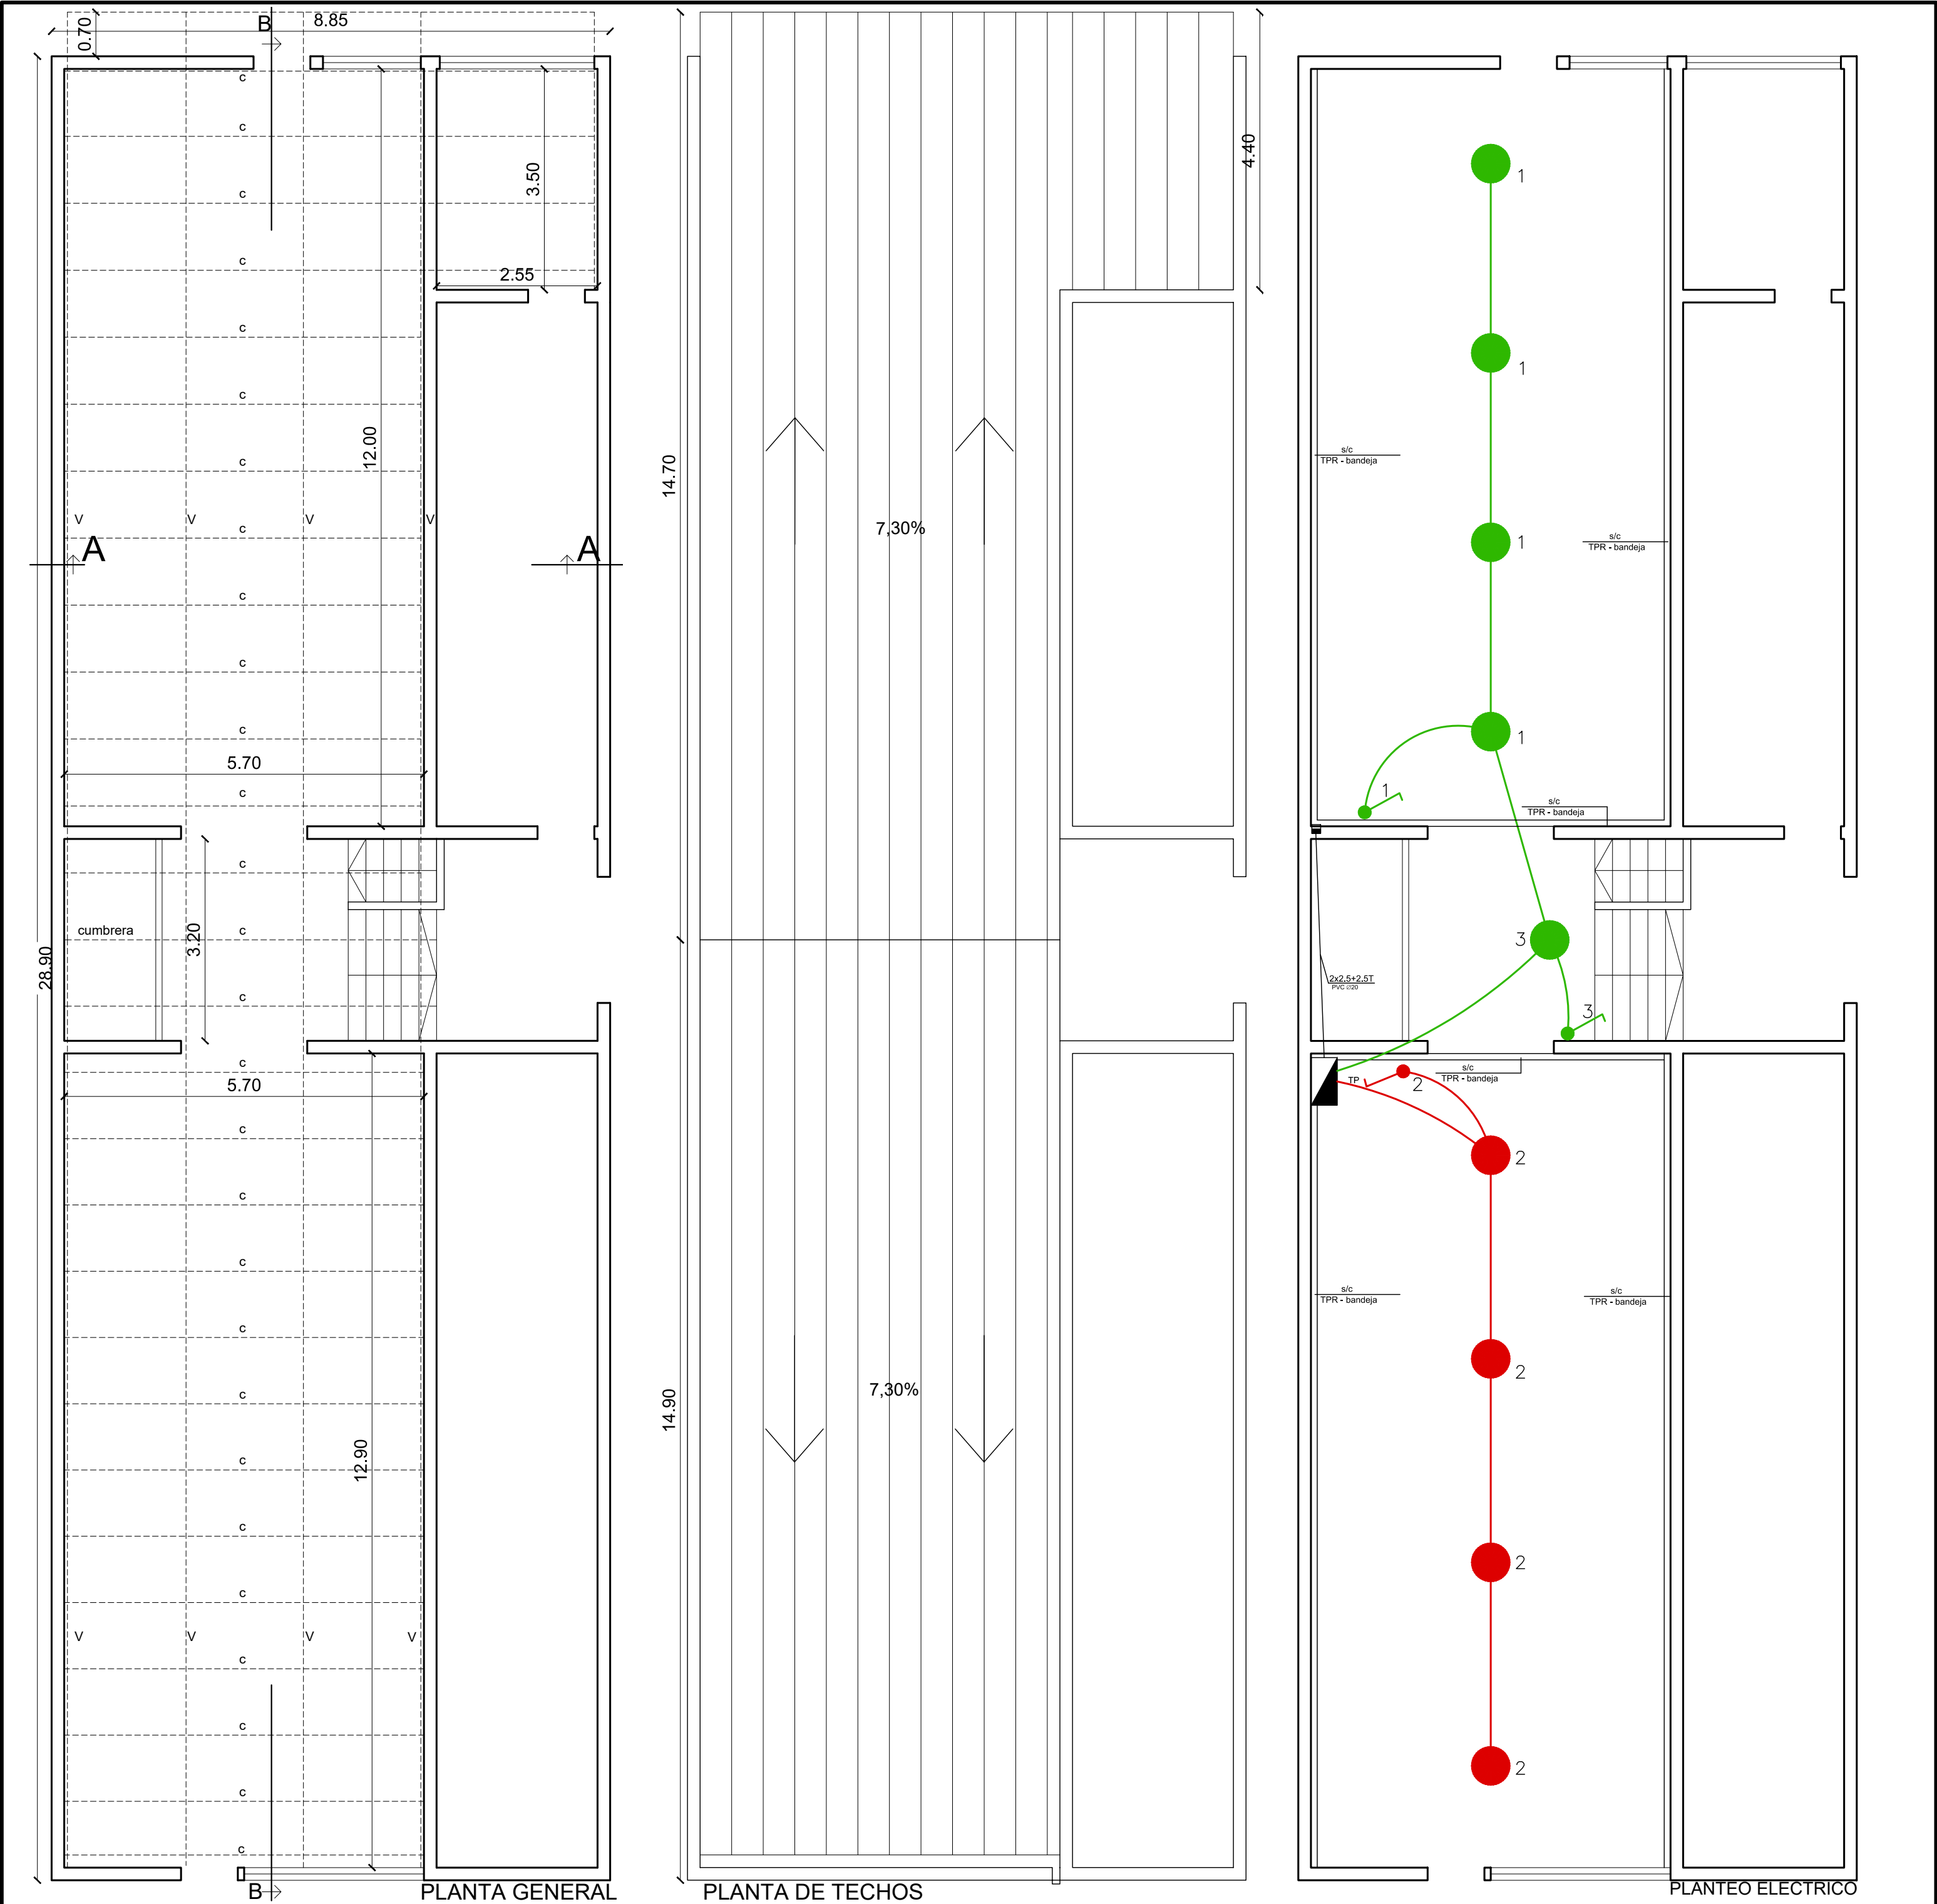 B
8.85
0.70
c
c
3.50
c
c
2.55
c
c
12.00
c
V V V V
c
A A
c
c
c
5.70
c
c
cumbrera
c
3.20
28.90
c
c
5.70
c
c
c
c
c
12.90
c
c
c
V V V V
c
c
c
c
B
PLANTA GENERAL
4.40
14.70
7,30%
7,30%
14.90
PLANTA DE TECHOS
1
1
s/c
TPR - bandeja
1
s/c
TPR - bandeja
1
1
s/c
TPR - bandeja
3
2x2.5+2.5T
PVC ∅20
3
s/c
TPR - bandeja
TP
2
2
s/c
TPR - bandeja
s/c
TPR - bandeja
2
2
2
PLANTEO ELECTRICO